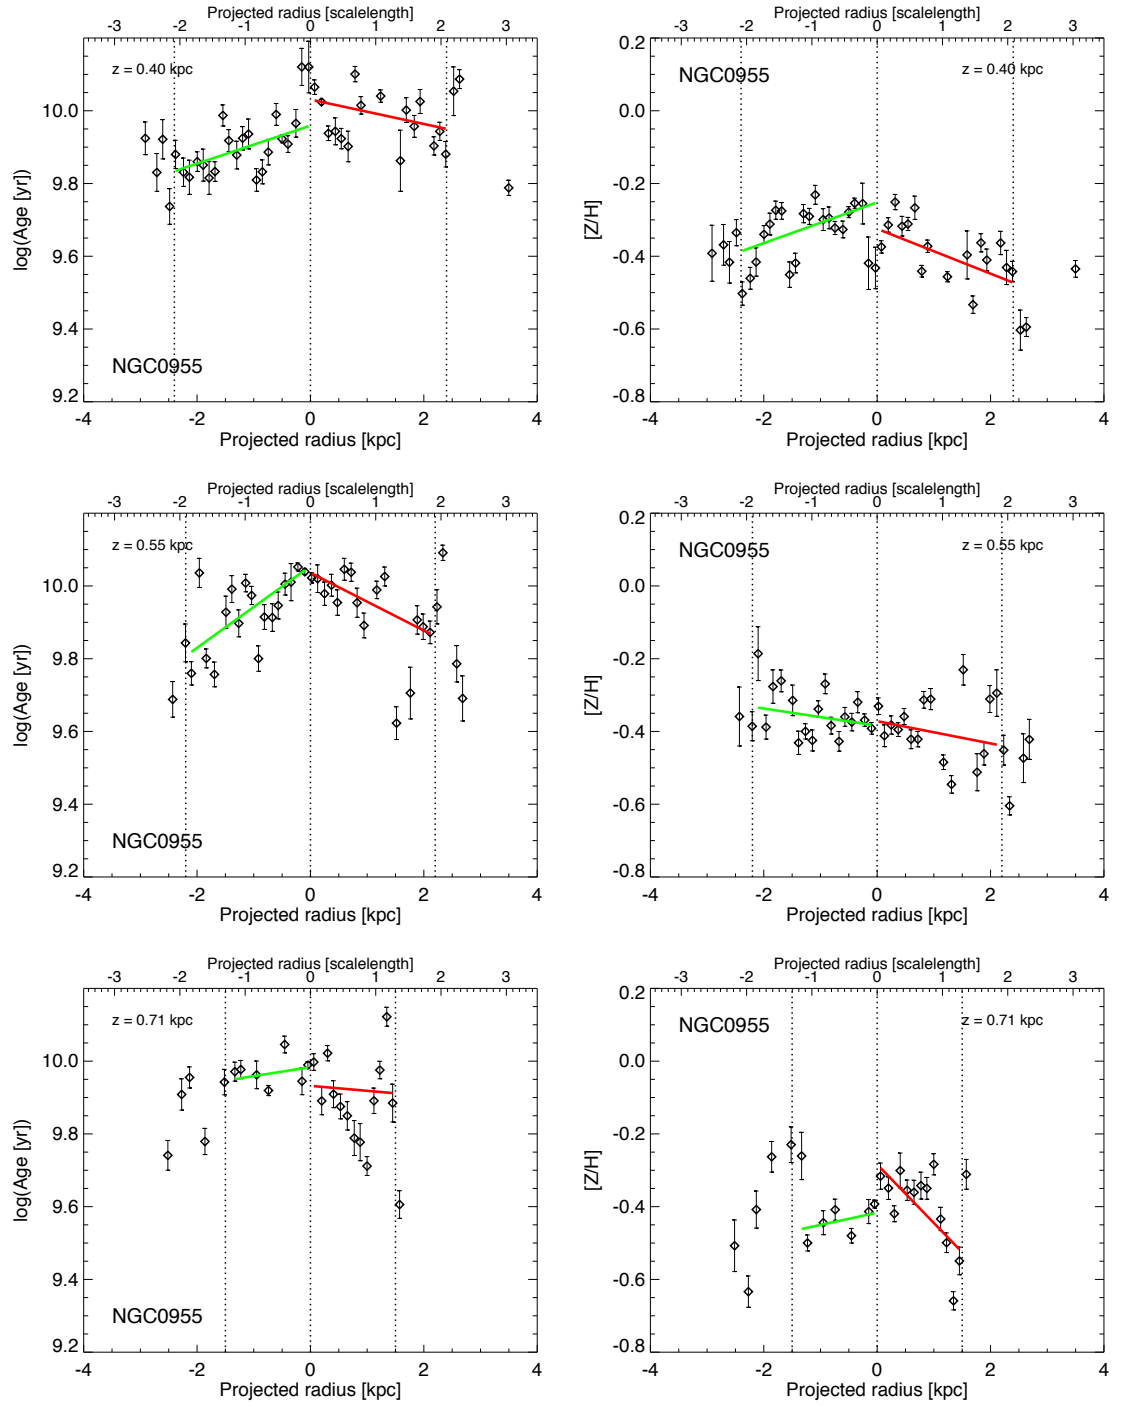 Projected radius [scalelength]
-3 -2 -1 0 1 2 3
z = 0.40 kpc
10.0
9.8
9.6
9.4
9.2
log(Age [yr])
NGC0955
-4 -2 0 2 4
Projected radius [kpc]
Projected radius [scalelength]
-3 -2 -1 0 1 2 3
0.2
NGC0955
z = 0.40 kpc
0.0
-0.2
-0.4
-0.6
-0.8
[Z/H]
-4 -2 0 2 4
Projected radius [kpc]
Projected radius [scalelength]
-3 -2 -1 0 1 2 3
z = 0.55 kpc
10.0
9.8
9.6
9.4
9.2
log(Age [yr])
NGC0955
-4 -2 0 2 4
Projected radius [kpc]
Projected radius [scalelength]
-3 -2 -1 0 1 2 3
0.2
NGC0955
z = 0.55 kpc
0.0
-0.2
-0.4
-0.6
-0.8
[Z/H]
-4 -2 0 2 4
Projected radius [kpc]
Projected radius [scalelength]
-3 -2 -1 0 1 2 3
z = 0.71 kpc
10.0
9.8
9.6
9.4
9.2
log(Age [yr])
NGC0955
-4 -2 0 2 4
Projected radius [kpc]
Projected radius [scalelength]
-3 -2 -1 0 1 2 3
0.2
NGC0955
z = 0.71 kpc
0.0
-0.2
-0.4
-0.6
-0.8
[Z/H]
-4 -2 0 2 4
Projected radius [kpc]